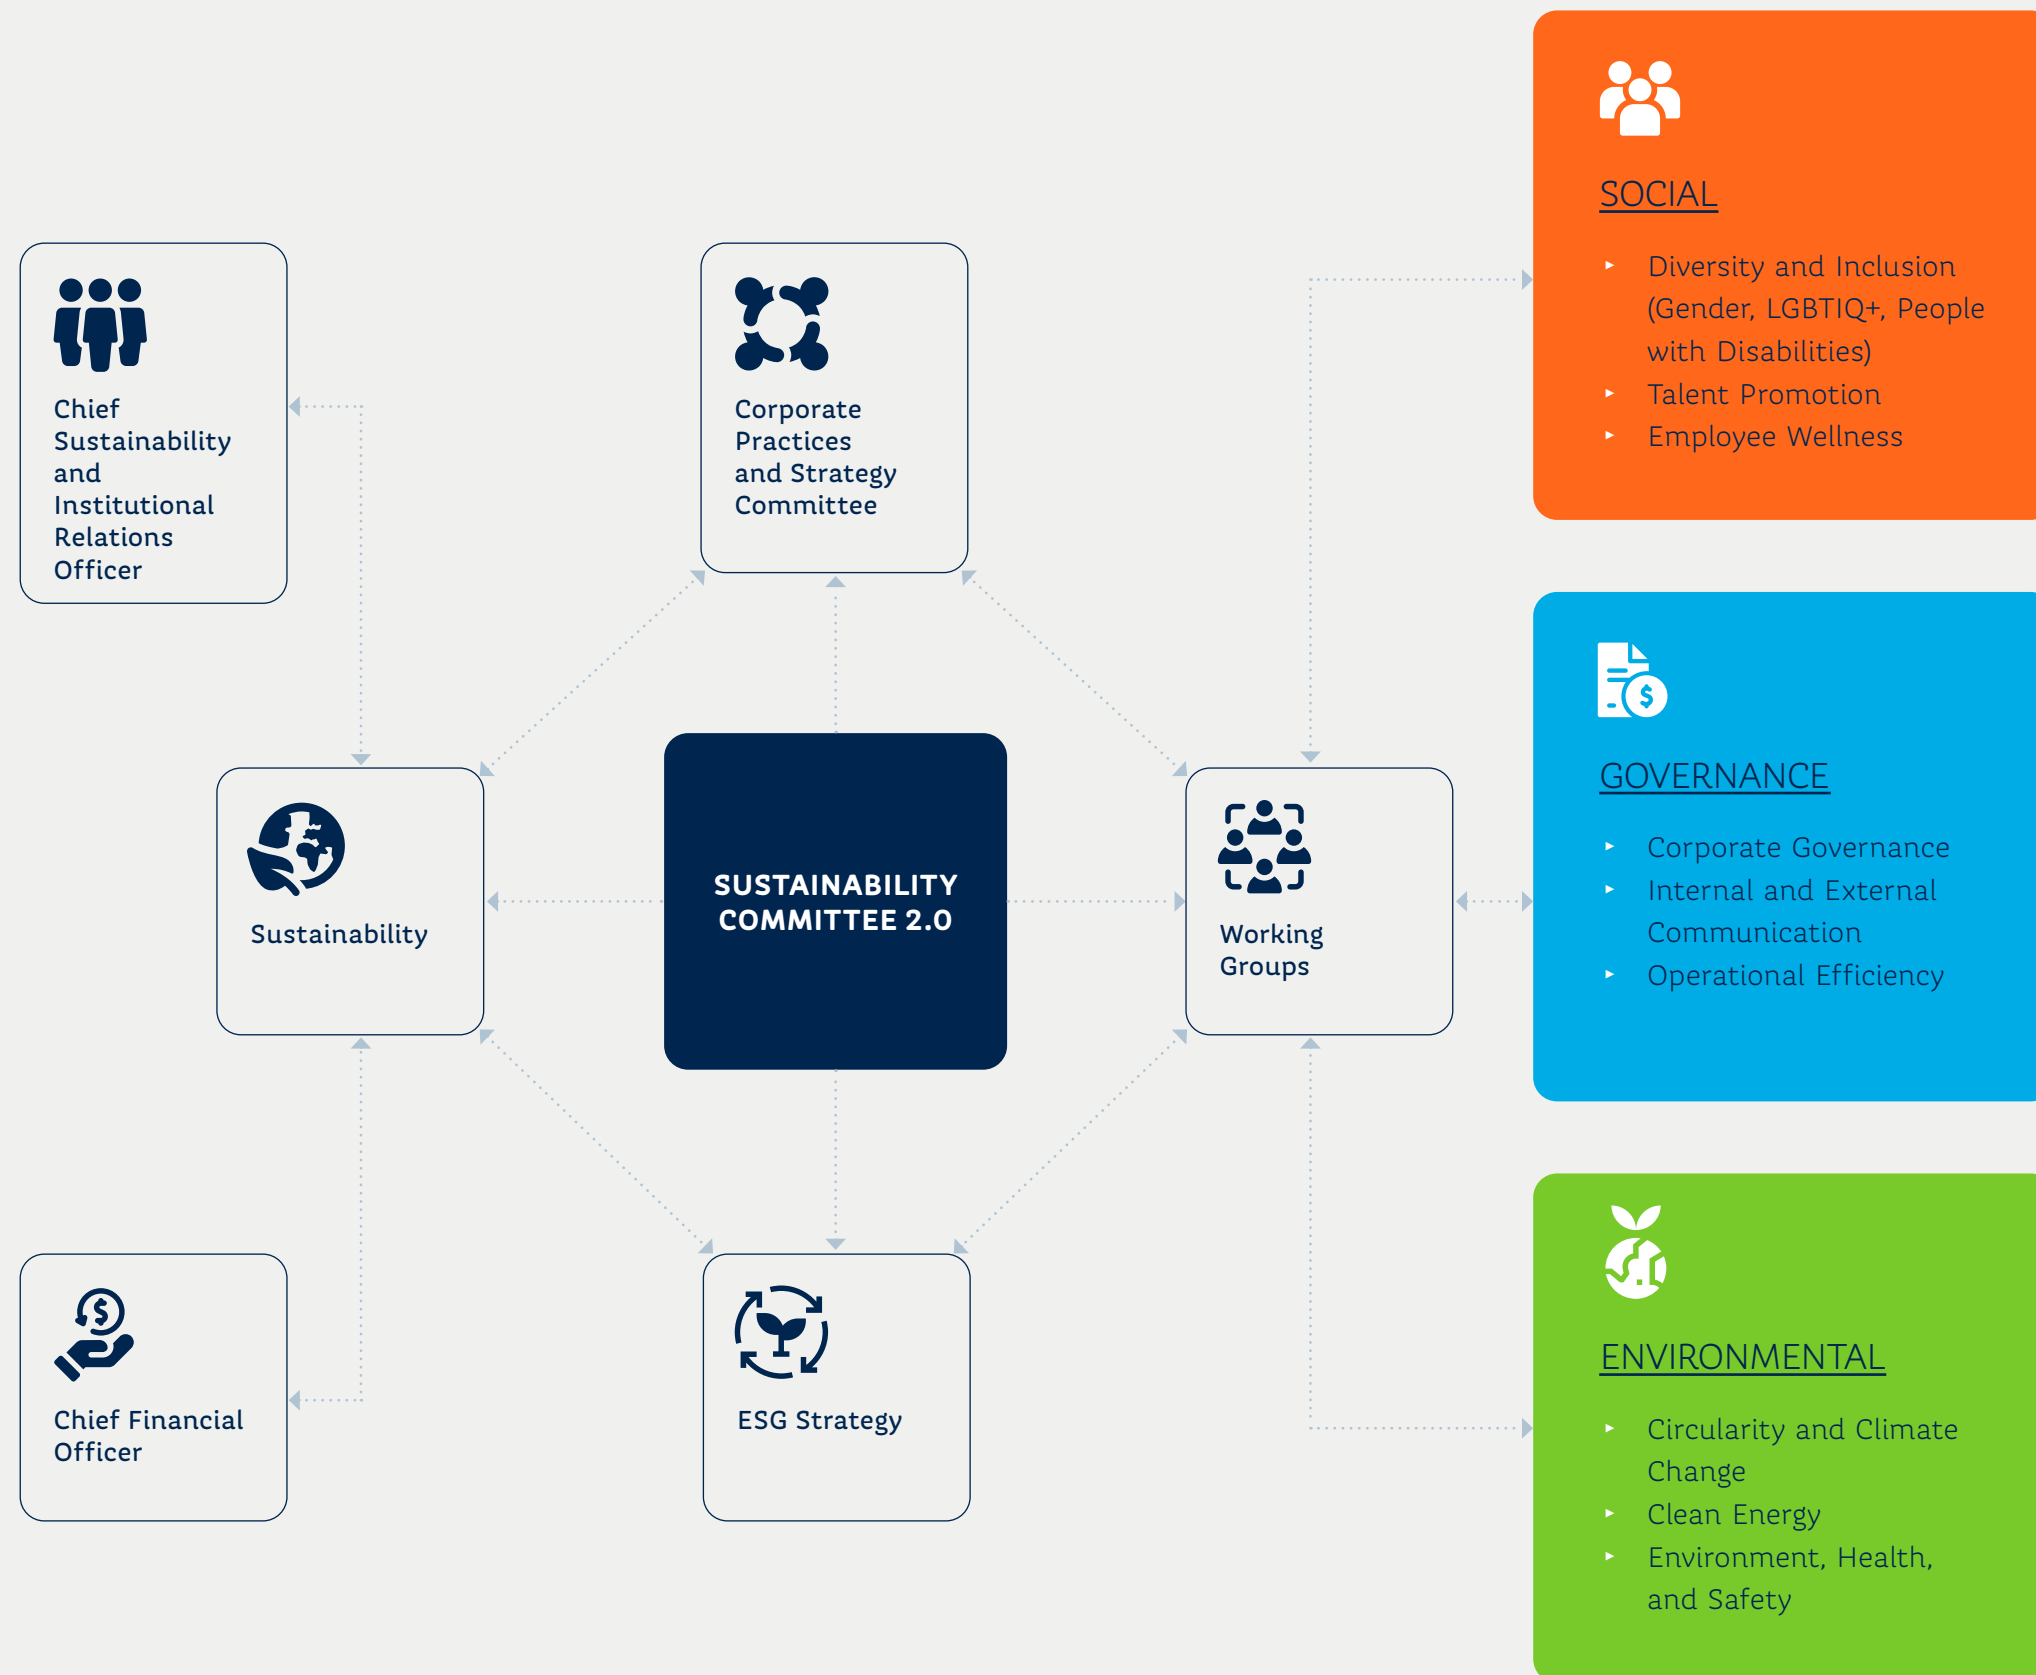 Chief
Sustainability
and
Institutional
Relations
Officer
Corporate
Practices
and Strategy
Committee
Sustainability
SUSTAINABILITY
COMMITTEE 2.0
Working
Groups
Chief Financial
Officer
ESG Strategy
SOCIAL
Diversity and Inclusion
(Gender, LGBTIQ+, People
with Disabilities)
Talent Promotion
Employee Wellness
GOVERNANCE
Corporate Governance
Internal and External
Communication
Operational Efficiency
ENVIRONMENTAL
Circularity and Climate
Change
Clean Energy
Environment, Health,
and Safety